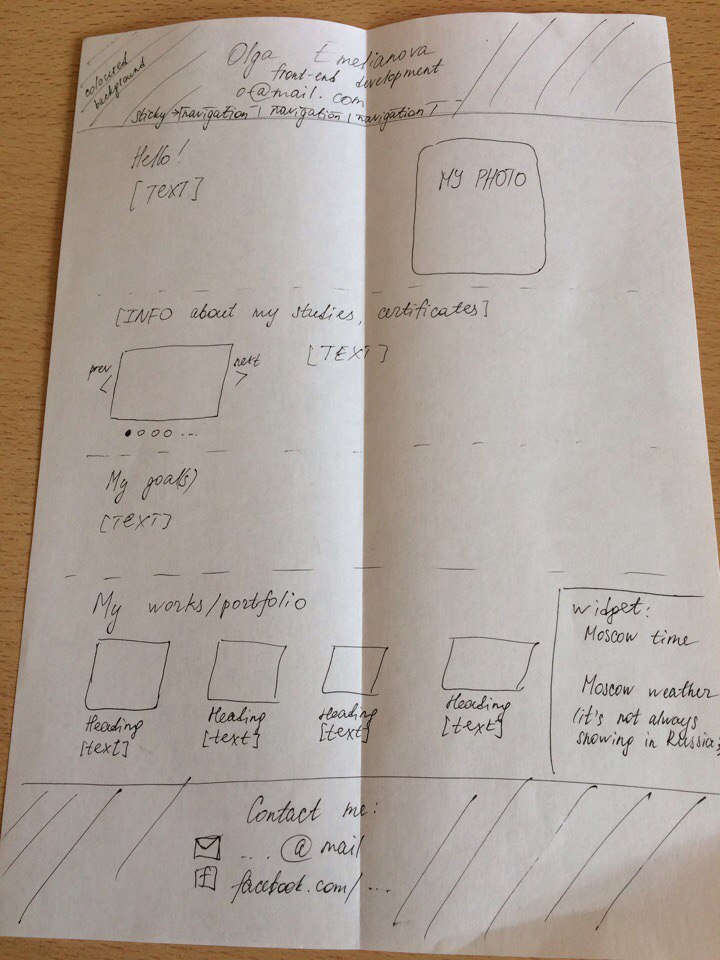 coloured
background
Olga Emelianova
front-end development
o@mail.com
sticky → navigation | navigation | navigation |
Hello!
[TEXT]
MY PHOTO
[INFO about my studies, certificates]
prev
<
next
>
[TEXT]
...
My goal(s)
[TEXT]
My works/portfolio
Heading
[text]
Heading
[text]
Heading
[text]
Heading
[text]
widget:
Moscow time
Moscow weather
(it's not always
snowing in Russia;
Contact me:
... @ mail
f facebook.com/ ...